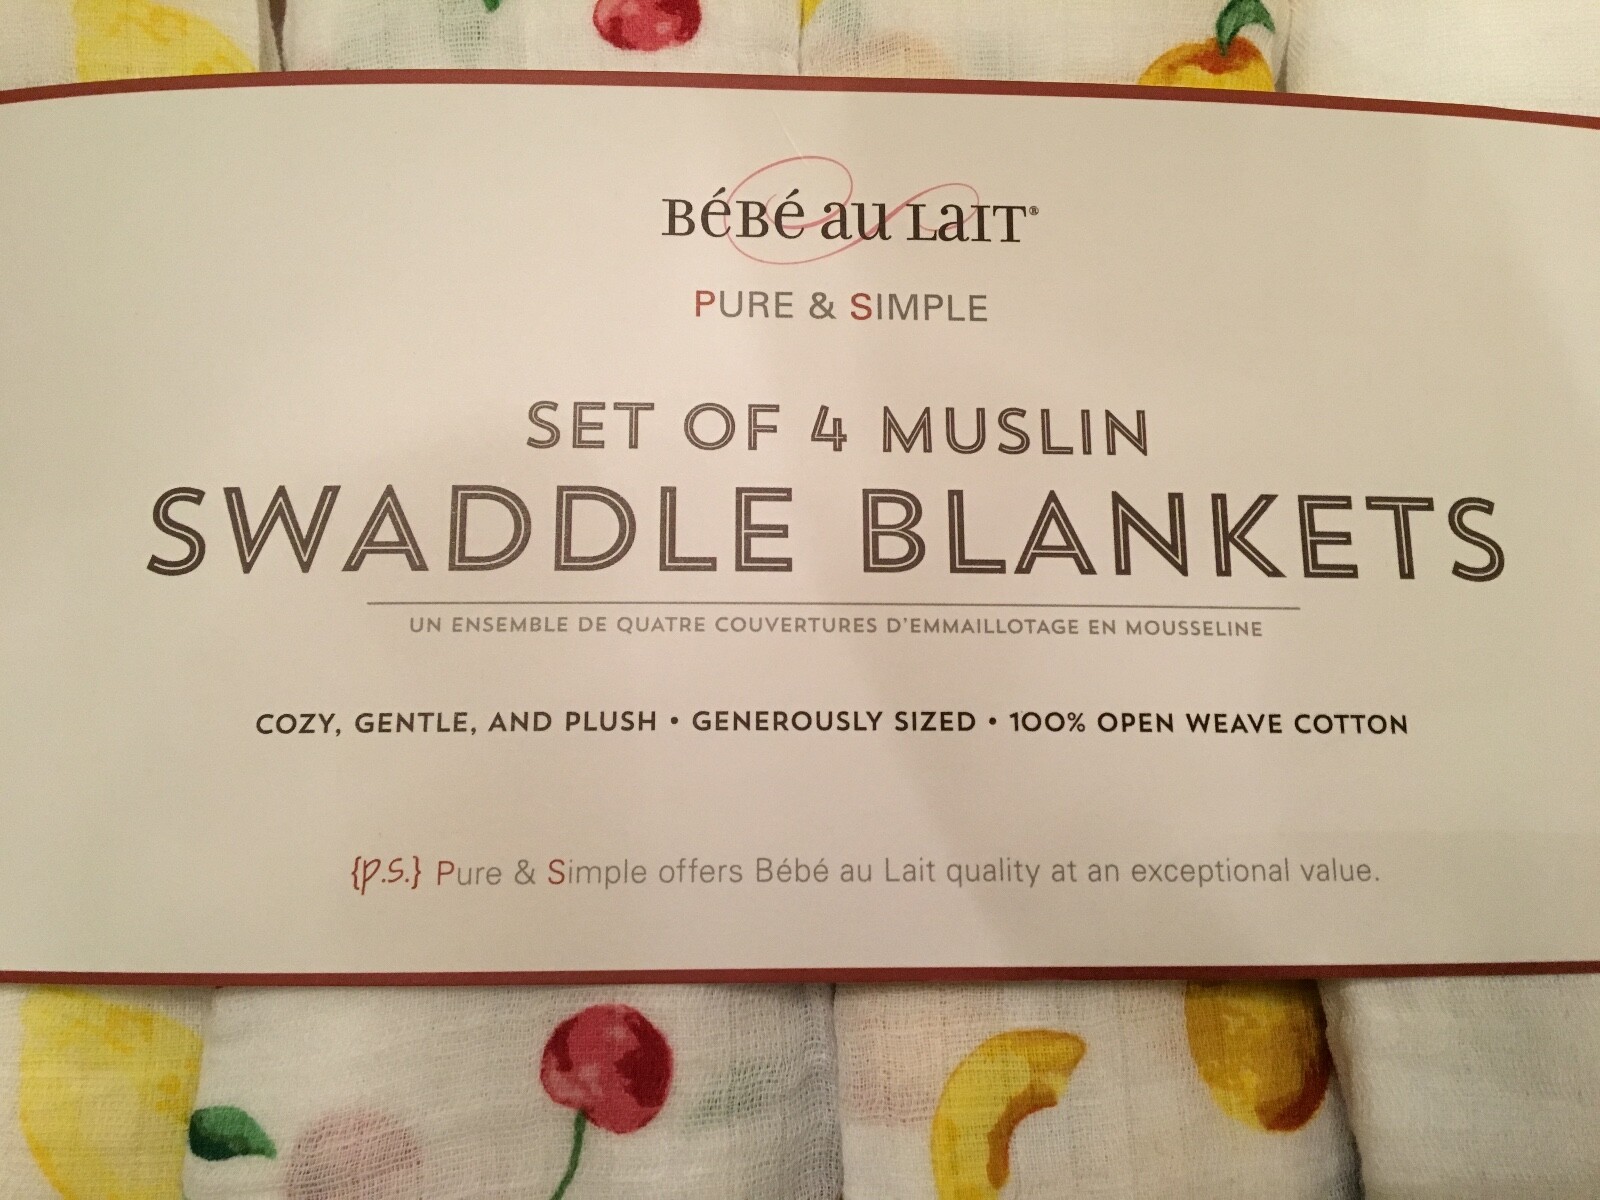 Bébé au Lait®
PURE & SIMPLE
SET OF 4 MUSLIN
SWADDLE BLANKETS
UN ENSEMBLE DE QUATRE COUVERTURES D'EMMAILLOTAGE EN MOUSSELINE
COZY, GENTLE, AND PLUSH • GENEROUSLY SIZED • 100% OPEN WEAVE COTTON
{P.S.} Pure & Simple offers Bébé au Lait quality at an exceptional value.